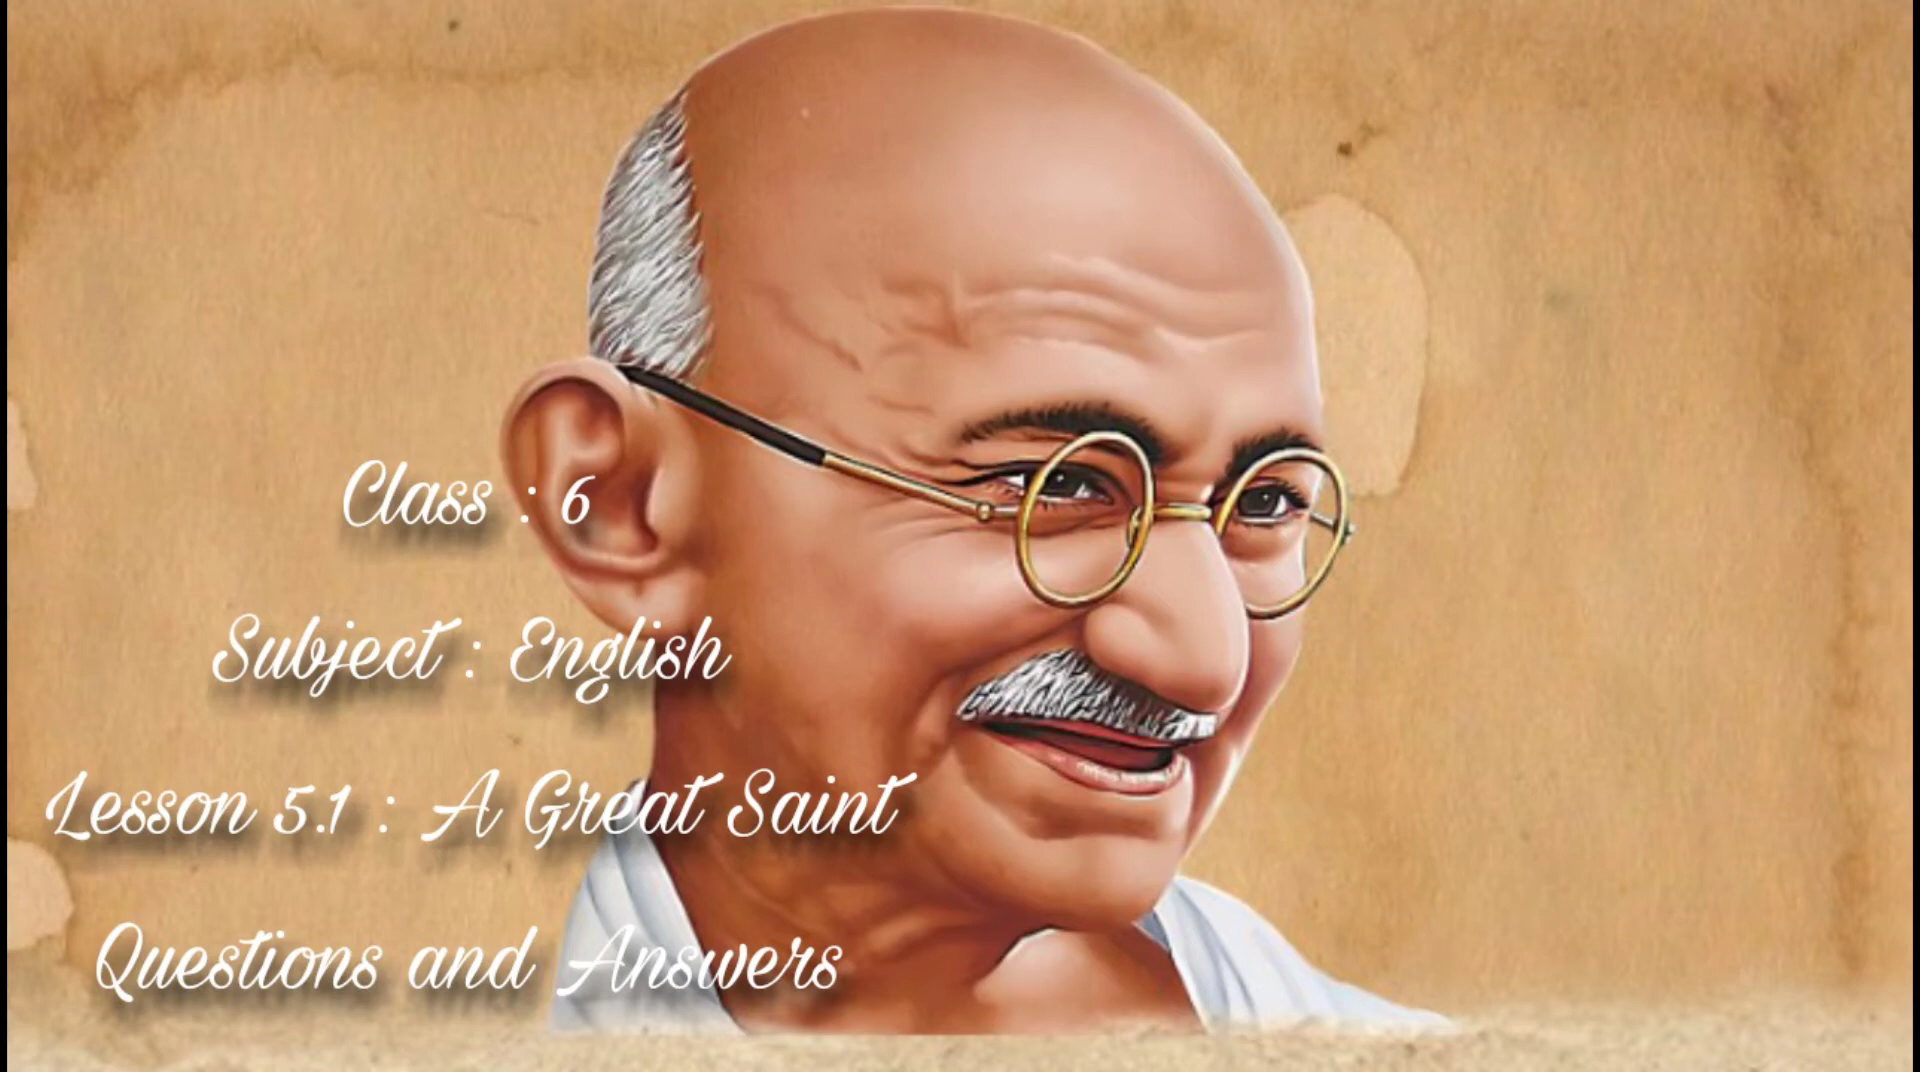 Class : 6
Subject : English
Lesson 5.1 : A Great Saint
Questions and Answers